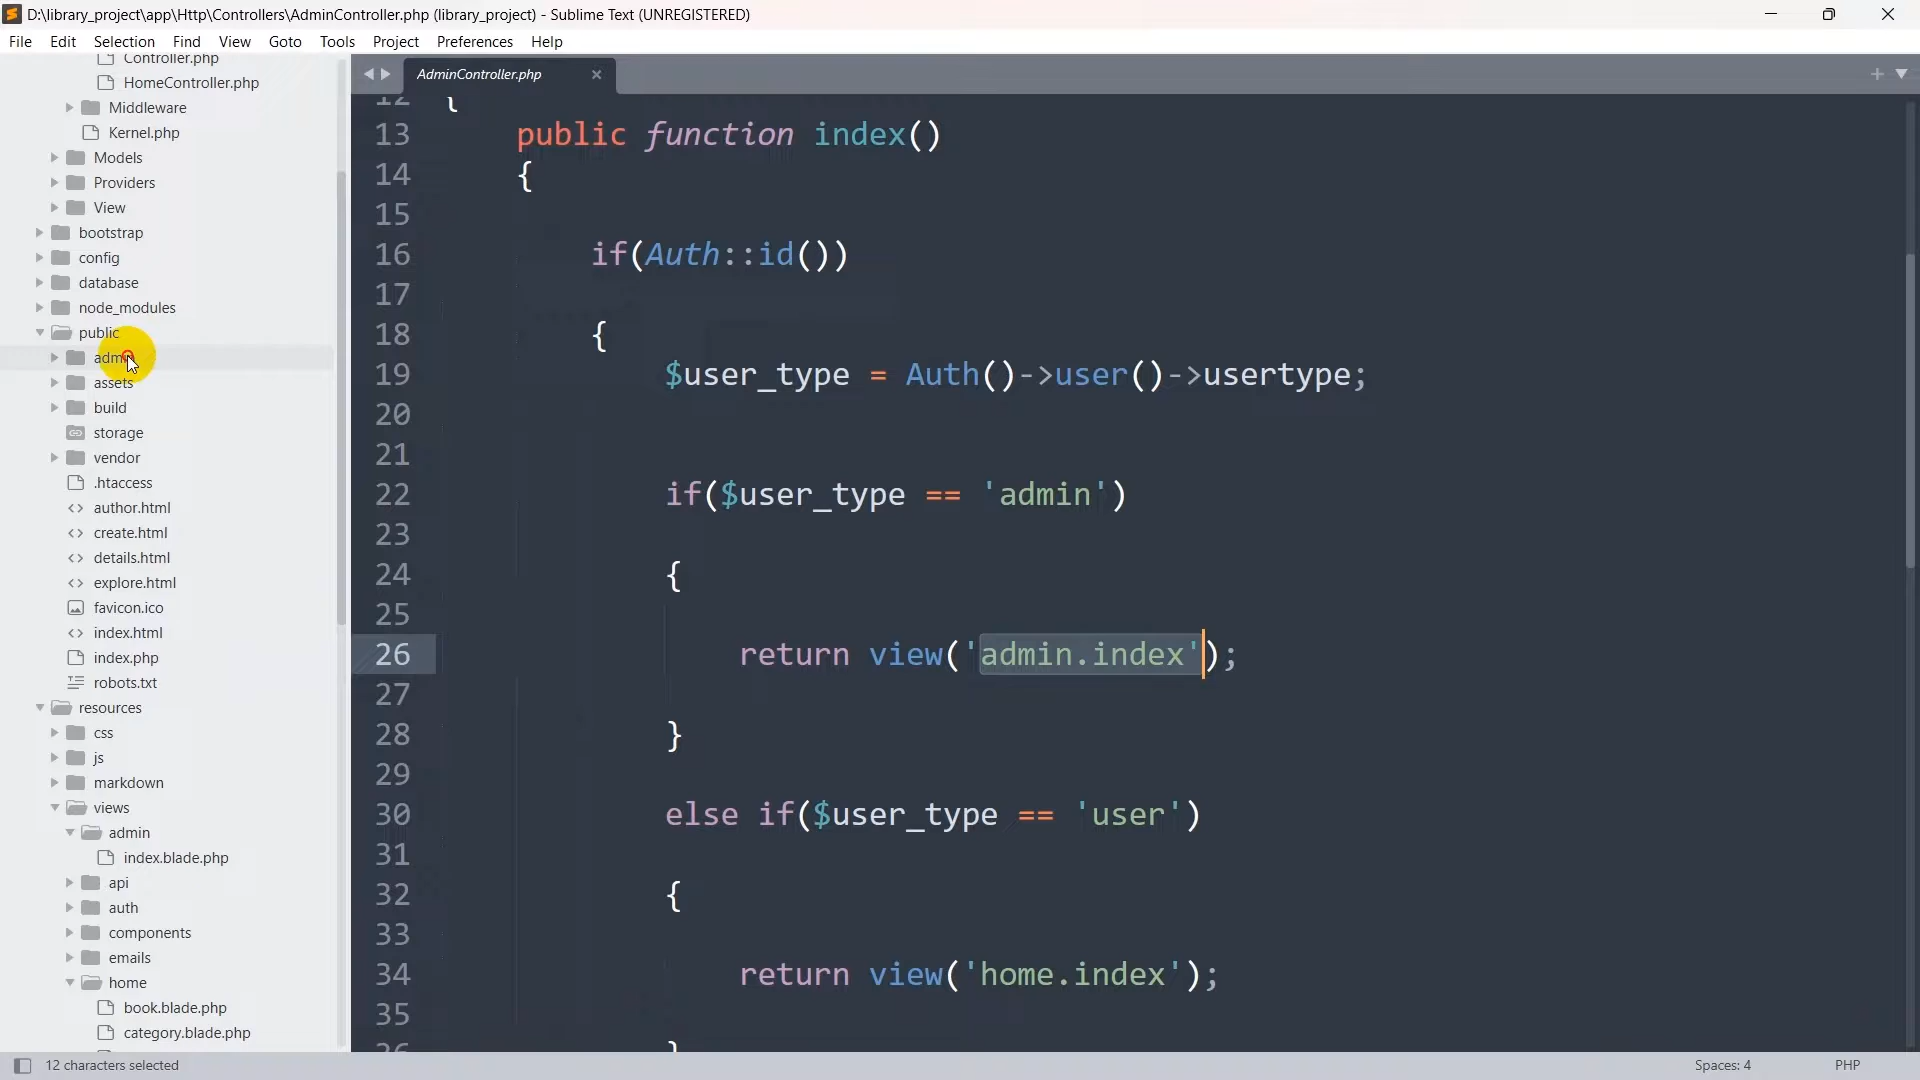 D:\library_project\app\Http\Controllers\AdminController.php (library_project) - Sublime Text (UNREGISTERED)
File Edit Selection Find View Goto Tools Project Preferences Help
Controller.php
HomeController.php
Middleware
Kernel.php
Models
Providers
View
bootstrap
config
database
node_modules
public
admin
assets
build
storage
vendor
.htaccess
author.html
create.html
details.html
explore.html
favicon.ico
index.html
index.php
robots.txt
resources
css
js
markdown
views
admin
index.blade.php
api
auth
components
emails
home
book.blade.php
category.blade.php
AdminController.php
12 {
13 public function index()
14 {
15
16 if(Auth::id())
17
18 {
19 $user_type = Auth()->user()->usertype;
20
21
22 if($user_type == 'admin')
23
24 {
25
26 return view('admin.index');
27
28 }
29
30 else if($user_type == 'user')
31
32 {
33
34 return view('home.index');
35
36 }
12 characters selected
Spaces: 4
PHP